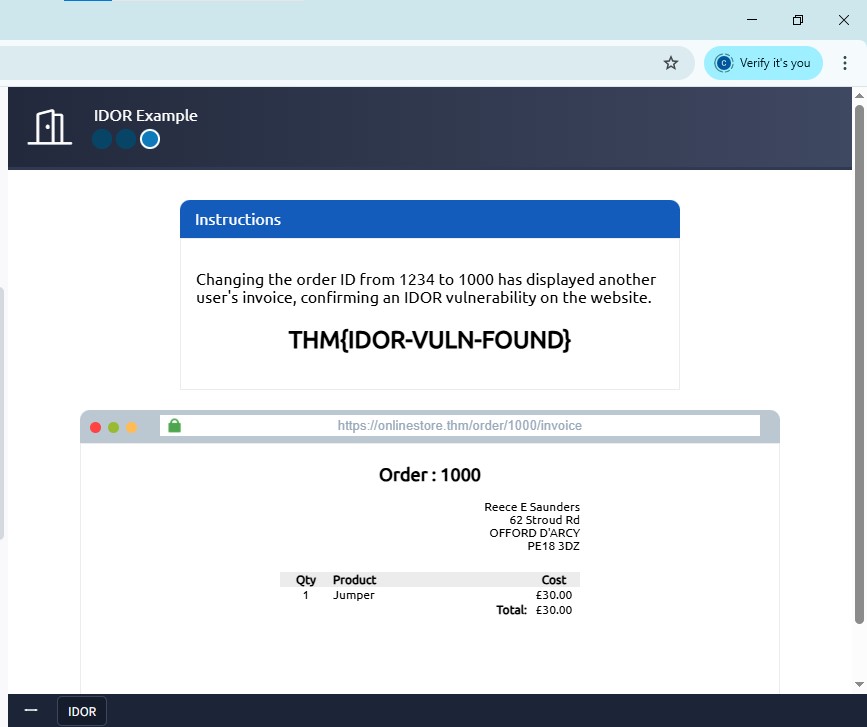 Verify it's you
IDOR Example
Instructions
Changing the order ID from 1234 to 1000 has displayed another
user's invoice, confirming an IDOR vulnerability on the website.
THM{IDOR-VULN-FOUND}
https://onlinestore.thm/order/1000/invoice
Order : 1000
Reece E Saunders
62 Stroud Rd
OFFORD D'ARCY
PE18 3DZ
Qty Product Cost
1 Jumper £30.00
Total: £30.00
IDOR